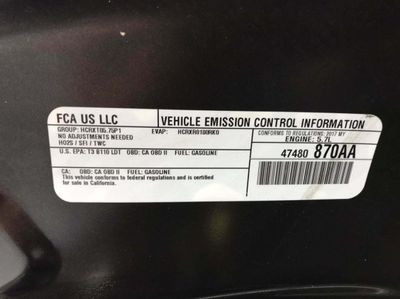 FCA US LLC
VEHICLE EMISSION CONTROL INFORMATION
GROUP: HCRXT05.75P1 EVAP: HCRXR0180RK0
NO ADJUSTMENTS NEEDED
HO2S / SFI / TWC
CONFORMS TO REGULATIONS: 2017 MY
ENGINE: 5.7L
U.S. EPA: T3 B110 LDT OBD: CA OBD II FUEL: GASOLINE
47480 870AA
CA: OBD: CA OBD II FUEL: GASOLINE
This vehicle conforms to federal regulations and is certified
for sale in California.